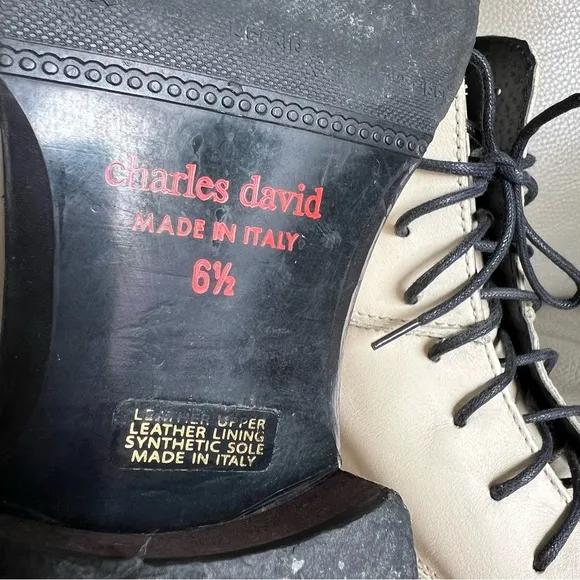 charles david
MADE IN ITALY
6½
LEATHER UPPER
LEATHER LINING
SYNTHETIC SOLE
MADE IN ITALY